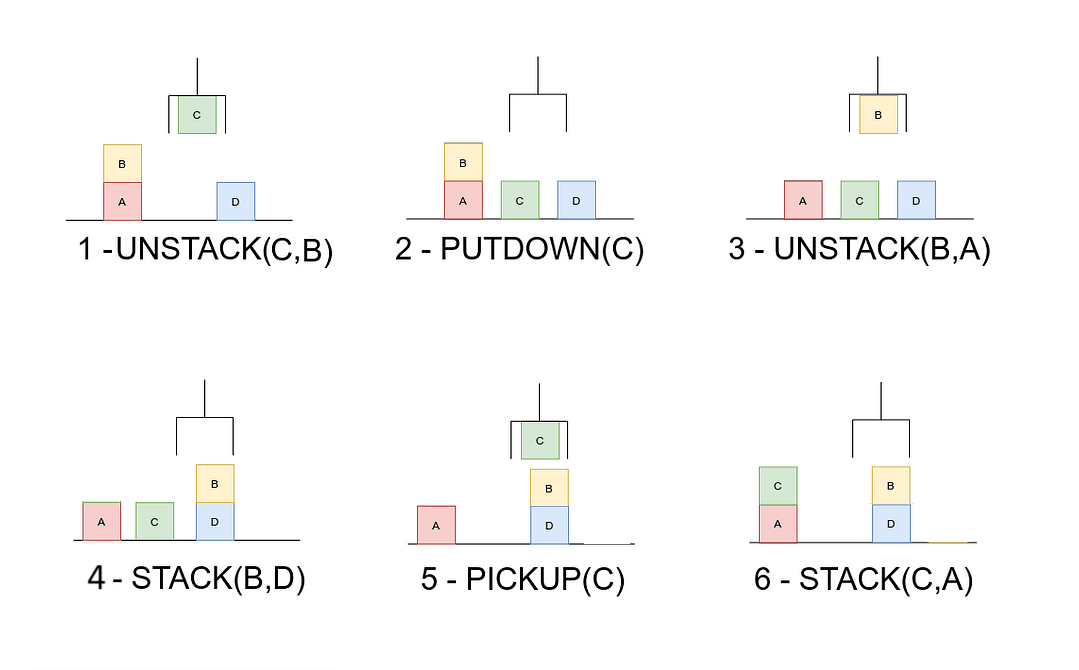 C
B
A D
1 -UNSTACK(C,B)
B
A C D
2 - PUTDOWN(C)
B
A C D
3 - UNSTACK(B,A)
B
A C D
4 - STACK(B,D)
C
B
A D
5 - PICKUP(C)
C B
A D
6 - STACK(C,A)